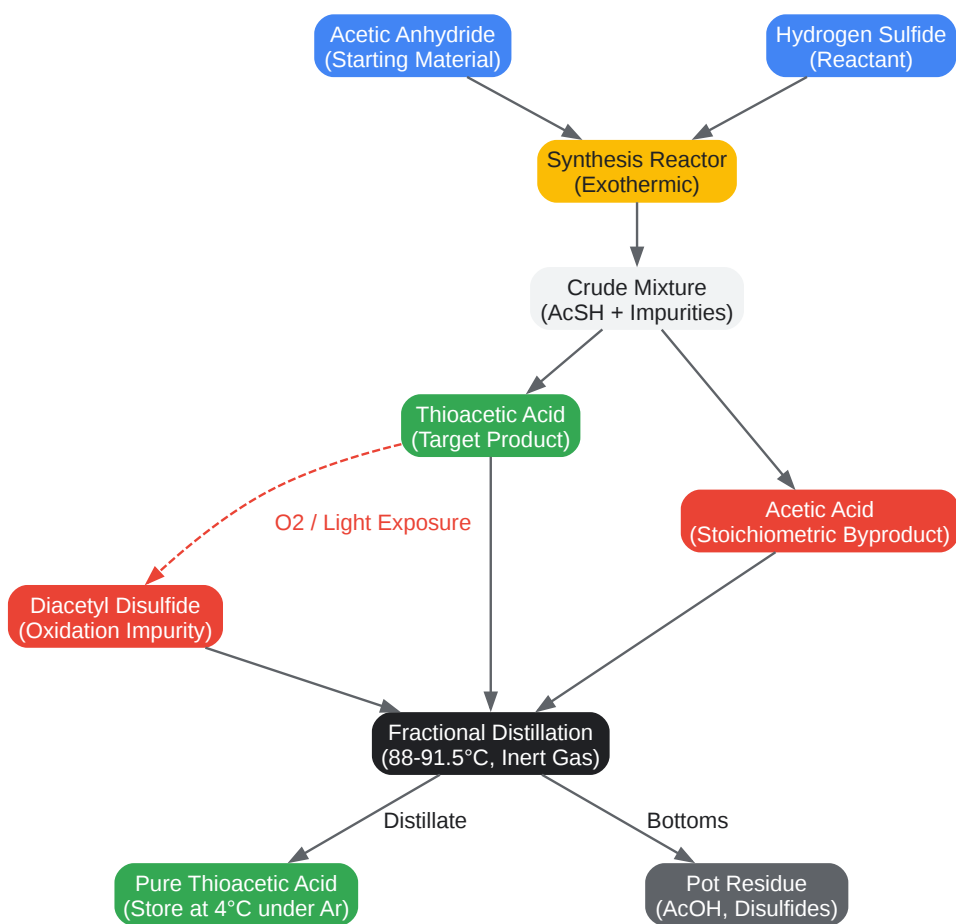 Acetic Anhydride
(Starting Material)
Hydrogen Sulfide
(Reactant)
Synthesis Reactor
(Exothermic)
Crude Mixture
(AcSH + Impurities)
Thioacetic Acid
(Target Product)
O2 / Light Exposure
Acetic Acid
(Stoichiometric Byproduct)
Diacetyl Disulfide
(Oxidation Impurity)
Fractional Distillation
(88-91.5°C, Inert Gas)
Distillate
Bottoms
Pure Thioacetic Acid
(Store at 4°C under Ar)
Pot Residue
(AcOH, Disulfides)